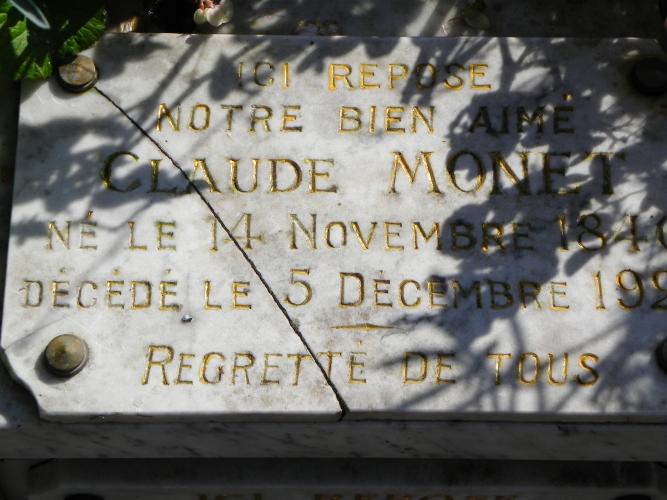 ICI REPOSE
NOTRE BIEN AIMÉ
CLAUDE MONET
NÉ LE 14 NOVEMBRE 1840
DÉCÉDÉ LE 5 DÉCEMBRE 192
REGRETTÉ DE TOUS